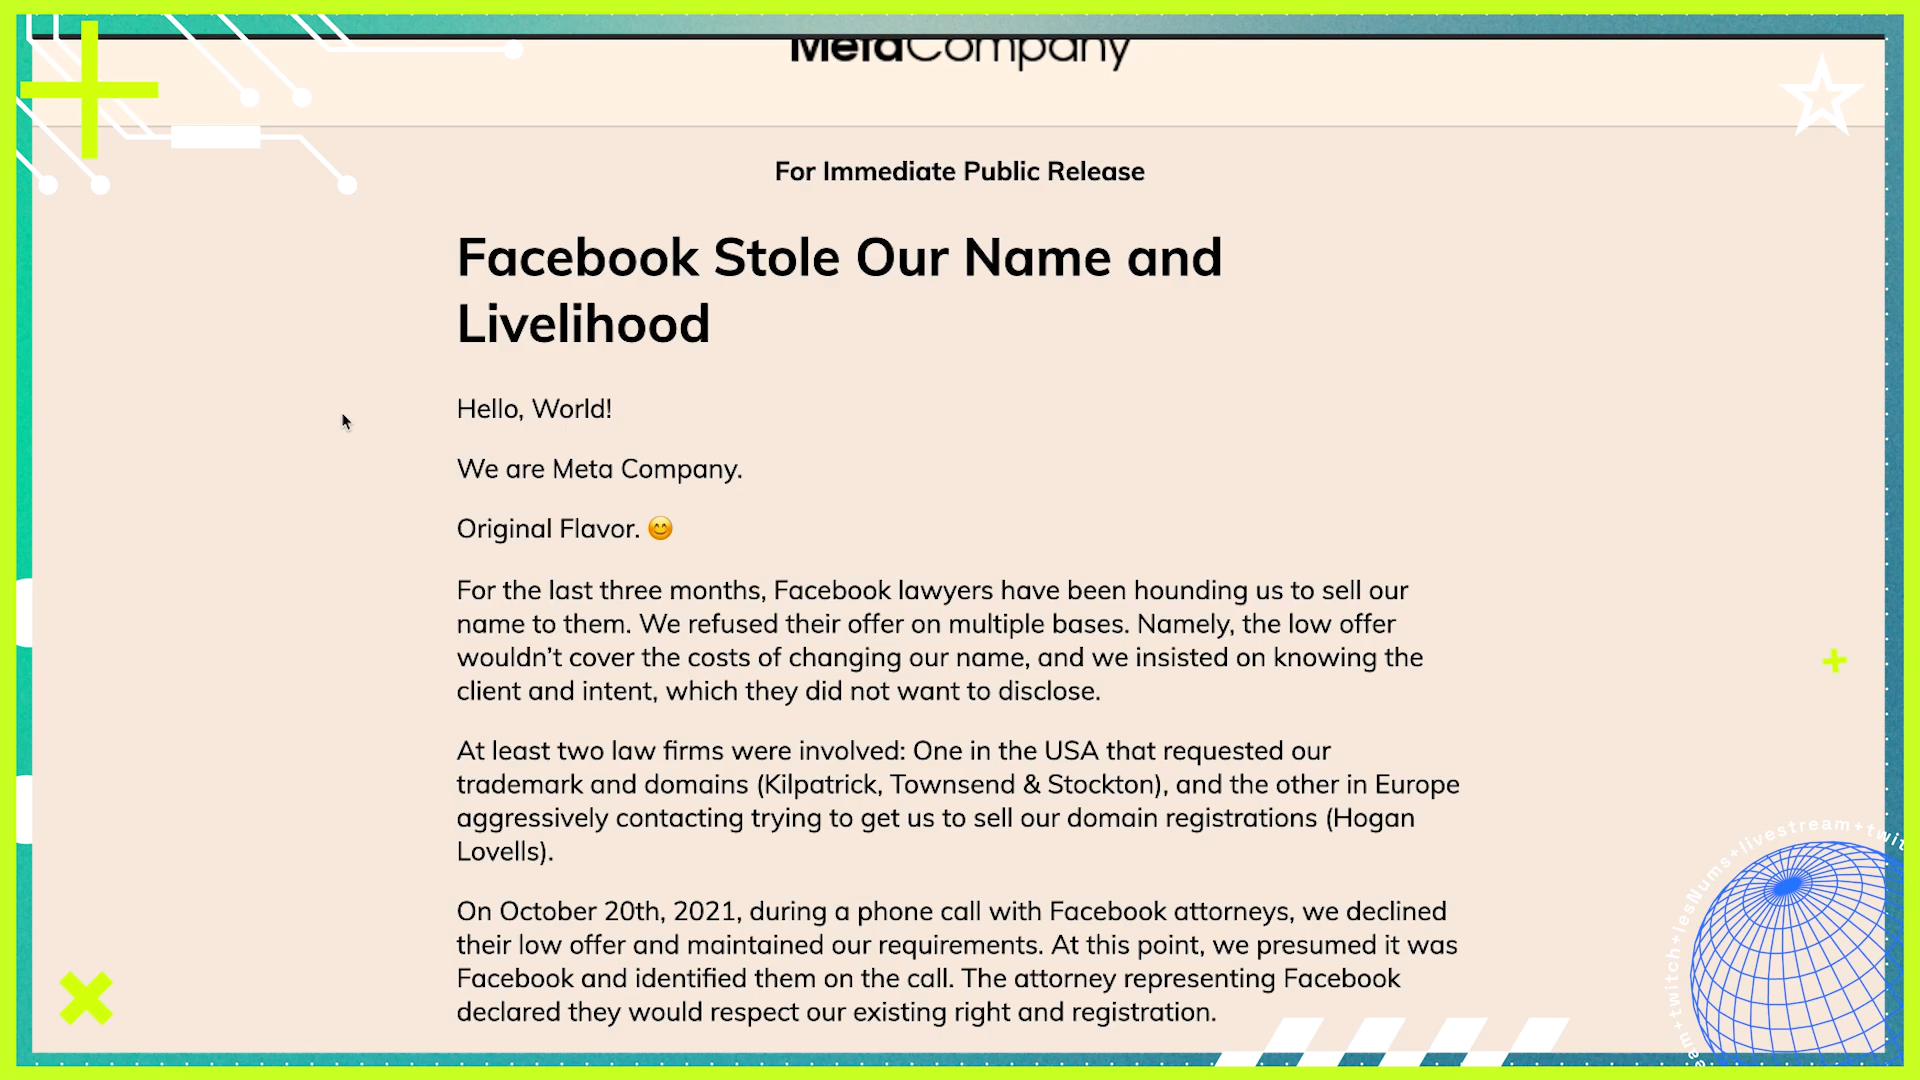 MetaCompany
For Immediate Public Release
Facebook Stole Our Name and
Livelihood
Hello, World!
We are Meta Company.
Original Flavor. 😊
For the last three months, Facebook lawyers have been hounding us to sell our
name to them. We refused their offer on multiple bases. Namely, the low offer
wouldn’t cover the costs of changing our name, and we insisted on knowing the
client and intent, which they did not want to disclose.
At least two law firms were involved: One in the USA that requested our
trademark and domains (Kilpatrick, Townsend & Stockton), and the other in Europe
aggressively contacting trying to get us to sell our domain registrations (Hogan
Lovells).
On October 20th, 2021, during a phone call with Facebook attorneys, we declined
their low offer and maintained our requirements. At this point, we presumed it was
Facebook and identified them on the call. The attorney representing Facebook
declared they would respect our existing right and registration.
+twitch+lesNums+livestream+